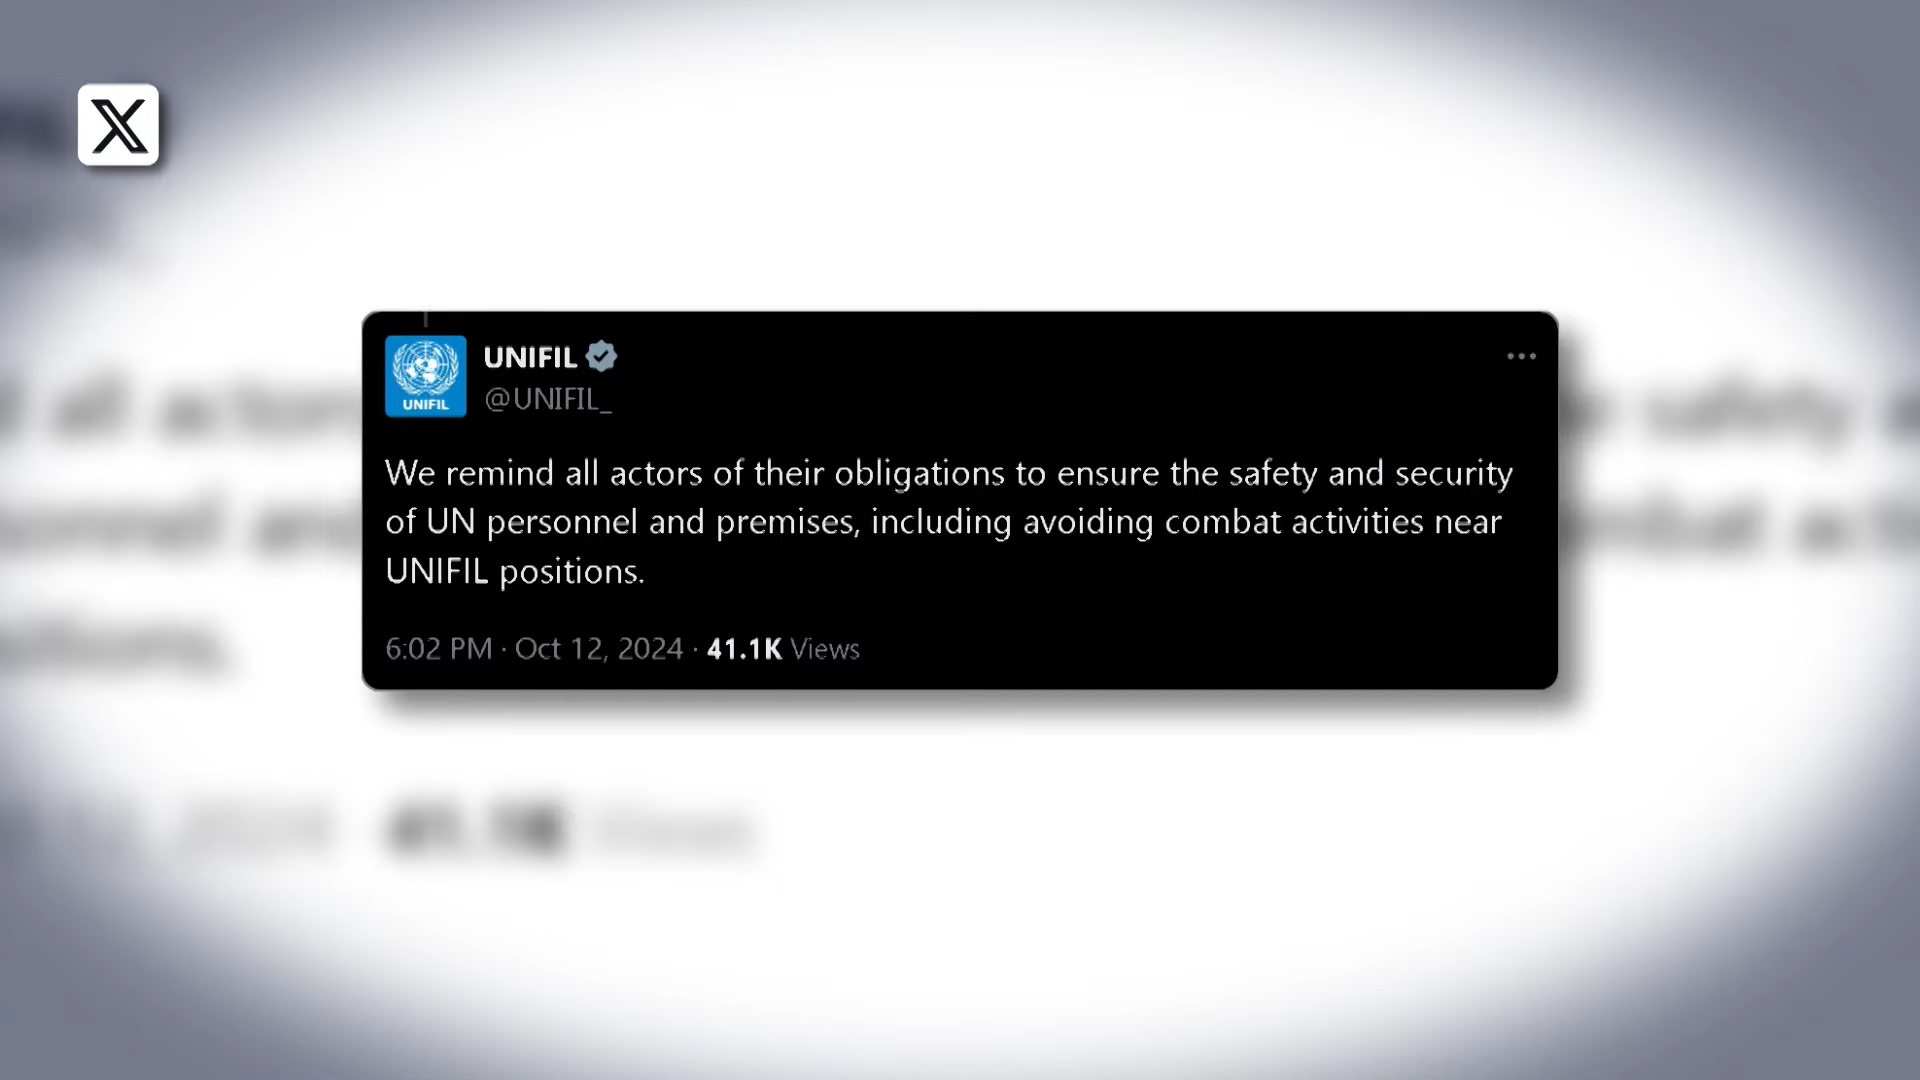 UNIFIL
UNIFIL
@UNIFIL_
We remind all actors of their obligations to ensure the safety and security
of UN personnel and premises, including avoiding combat activities near
UNIFIL positions.
6:02 PM · Oct 12, 2024 · 41.1K Views